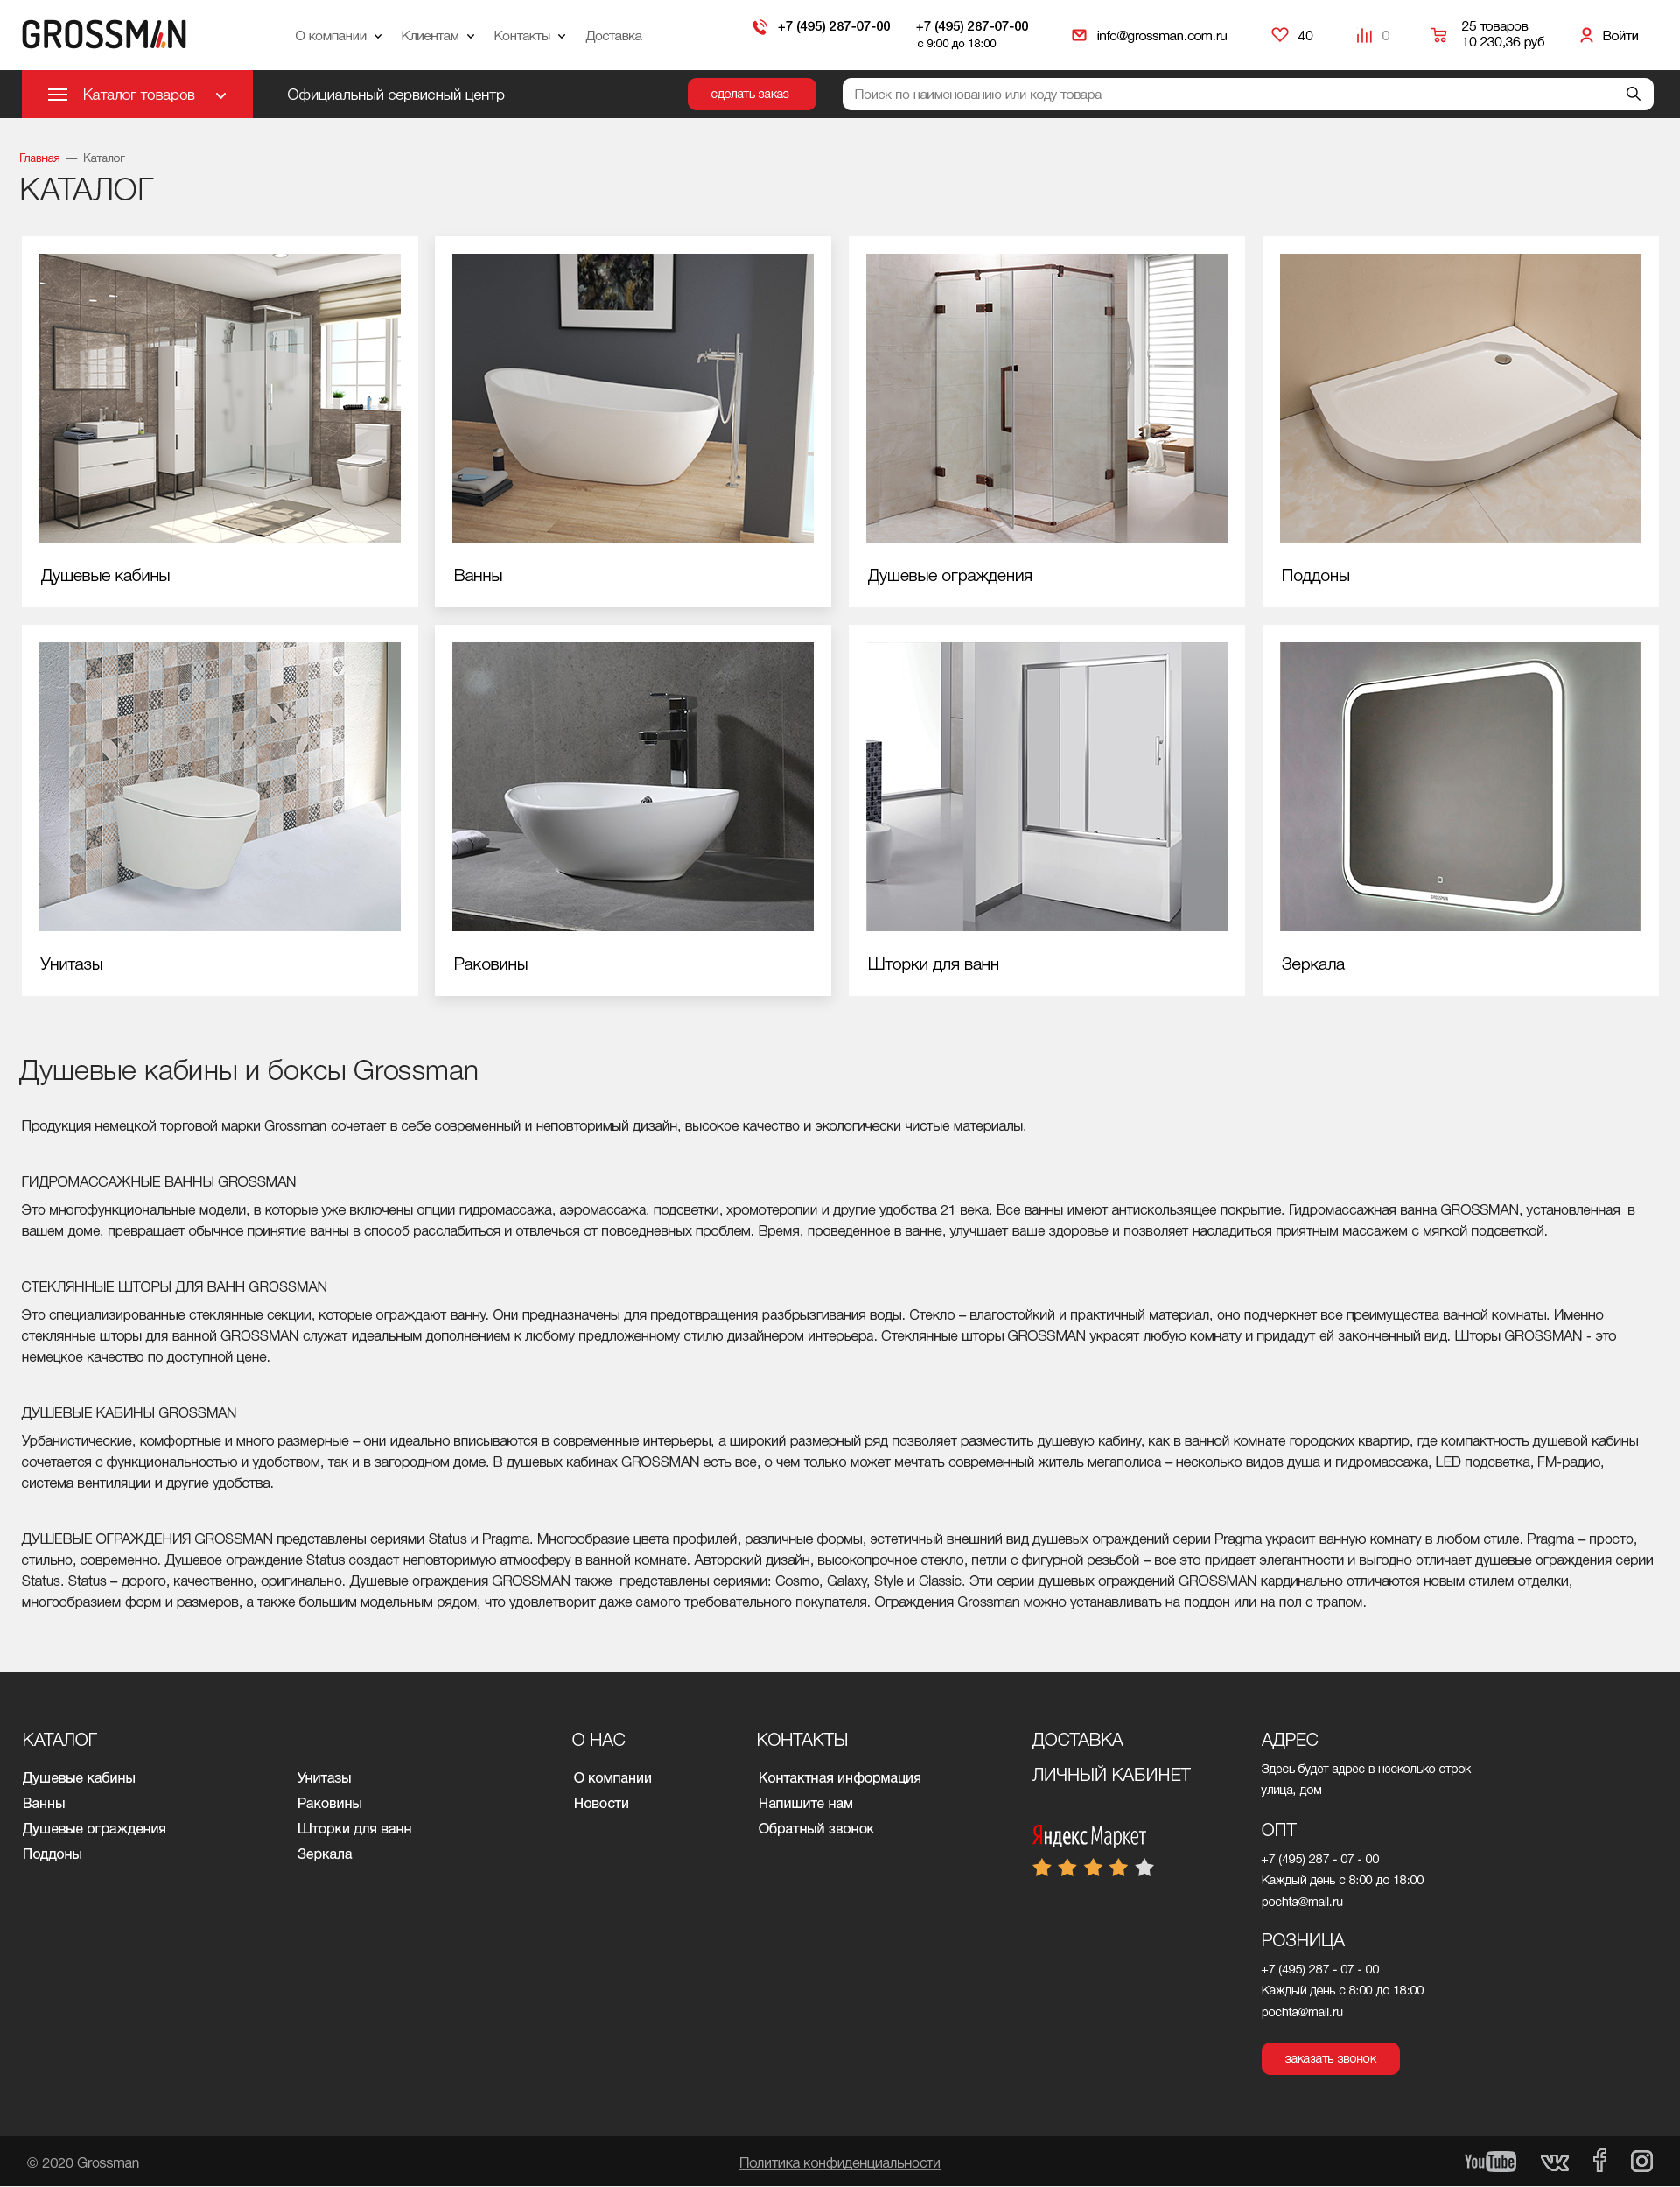 GROSSMAN
О компании
Клиентам
Контакты
Доставка
+7 (495) 287-07-00
+7 (495) 287-07-00
с 9:00 до 18:00
info@grossman.com.ru
40
0
25 товаров
10 230,36 руб
Войти
Каталог товаров
Официальный сервисный центр
сделать заказ
Поиск по наименованию или коду товара
Главная — Каталог
КАТАЛОГ
Душевые кабины
Ванны
Душевые ограждения
Поддоны
GROSSMAN
Унитазы
Раковины
Шторки для ванн
Зеркала
Душевые кабины и боксы Grossman
Продукция немецкой торговой марки Grossman сочетает в себе современный и неповторимый дизайн, высокое качество и экологически чистые материалы.
ГИДРОМАССАЖНЫЕ ВАННЫ GROSSMAN
Это многофункциональные модели, в которые уже включены опции гидромассажа, аэромассажа, подсветки, хромотеропии и другие удобства 21 века. Все ванны имеют антискользящее покрытие. Гидромассажная ванна GROSSMAN, установленная в
вашем доме, превращает обычное принятие ванны в способ расслабиться и отвлечься от повседневных проблем. Время, проведенное в ванне, улучшает ваше здоровье и позволяет насладиться приятным массажем с мягкой подсветкой.
СТЕКЛЯННЫЕ ШТОРЫ ДЛЯ ВАНН GROSSMAN
Это специализированные стеклянные секции, которые ограждают ванну. Они предназначены для предотвращения разбрызгивания воды. Стекло – влагостойкий и практичный материал, оно подчеркнет все преимущества ванной комнаты. Именно
стеклянные шторы для ванной GROSSMAN служат идеальным дополнением к любому предложенному стилю дизайнером интерьера. Стеклянные шторы GROSSMAN украсят любую комнату и придадут ей законченный вид. Шторы GROSSMAN - это
немецкое качество по доступной цене.
ДУШЕВЫЕ КАБИНЫ GROSSMAN
Урбанистические, комфортные и много размерные – они идеально вписываются в современные интерьеры, а широкий размерный ряд позволяет разместить душевую кабину, как в ванной комнате городских квартир, где компактность душевой кабины
сочетается с функциональностью и удобством, так и в загородном доме. В душевых кабинах GROSSMAN есть все, о чем только может мечтать современный житель мегаполиса – несколько видов душа и гидромассажа, LED подсветка, FM-радио,
система вентиляции и другие удобства.
ДУШЕВЫЕ ОГРАЖДЕНИЯ GROSSMAN представлены сериями Status и Pragma. Многообразие цвета профилей, различные формы, эстетичный внешний вид душевых ограждений серии Pragma украсит ванную комнату в любом стиле. Pragma – просто,
стильно, современно. Душевое ограждение Status создаст неповторимую атмосферу в ванной комнате. Авторский дизайн, высокопрочное стекло, петли с фигурной резьбой – все это придает элегантности и выгодно отличает душевые ограждения серии
Status. Status – дорого, качественно, оригинально. Душевые ограждения GROSSMAN также представлены сериями: Cosmo, Galaxy, Style и Classic. Эти серии душевых ограждений GROSSMAN кардинально отличаются новым стилем отделки,
многообразием форм и размеров, а также большим модельным рядом, что удовлетворит даже самого требовательного покупателя. Ограждения Grossman можно устанавливать на поддон или на пол с трапом.
КАТАЛОГ
Душевые кабины
Ванны
Душевые ограждения
Поддоны
Унитазы
Раковины
Шторки для ванн
Зеркала
О НАС
О компании
Новости
КОНТАКТЫ
Контактная информация
Напишите нам
Обратный звонок
ДОСТАВКА
ЛИЧНЫЙ КАБИНЕТ
Яндекс Маркет
АДРЕС
Здесь будет адрес в несколько строк
улица, дом
ОПТ
+7 (495) 287 - 07 - 00
Каждый день с 8:00 до 18:00
pochta@mail.ru
РОЗНИЦА
+7 (495) 287 - 07 - 00
Каждый день с 8:00 до 18:00
pochta@mail.ru
заказать звонок
© 2020 Grossman
Политика конфиденциальности
YouTube